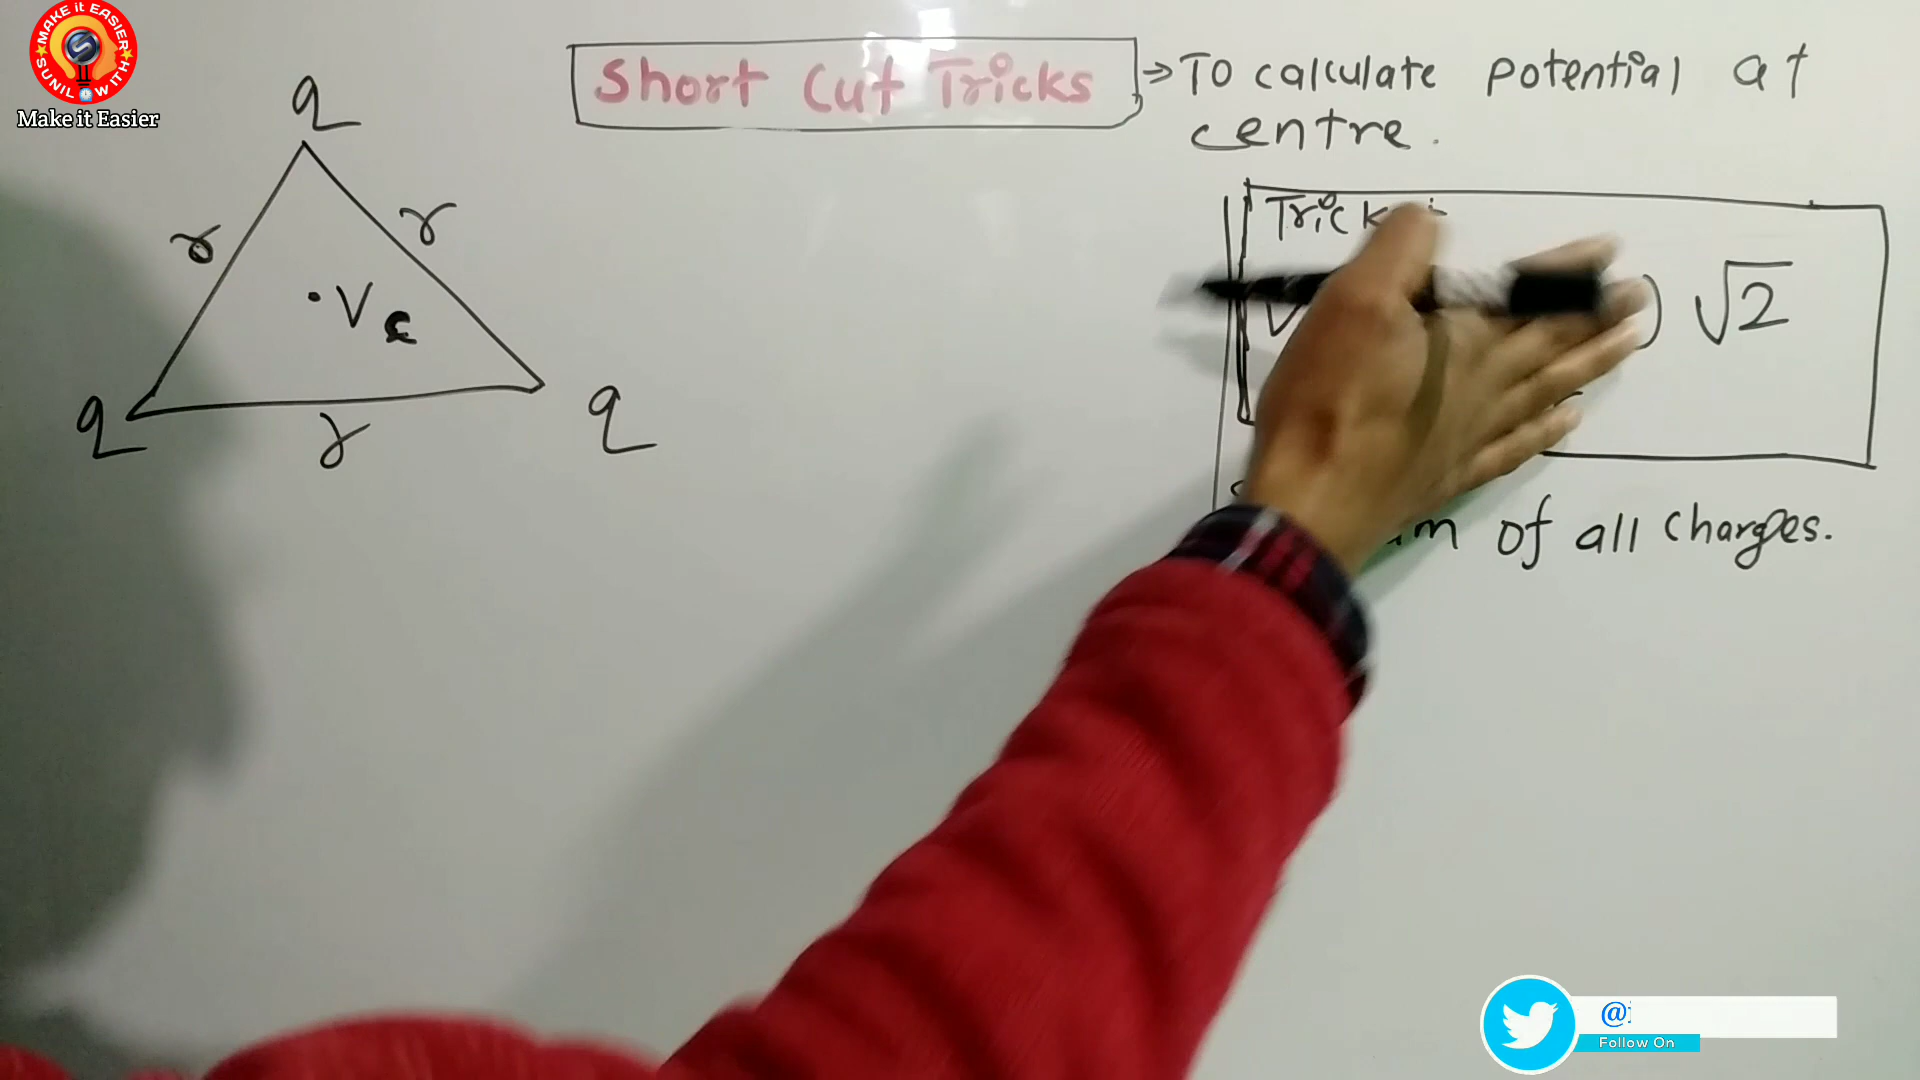 MAKE iT EASIER
SUNIL WITH
Make it Easier
Short Cut Tricks ⇒ To calculate potential at
centre.
q
r
r
.Vc
q
r
q
√2
of all charges.
Follow On